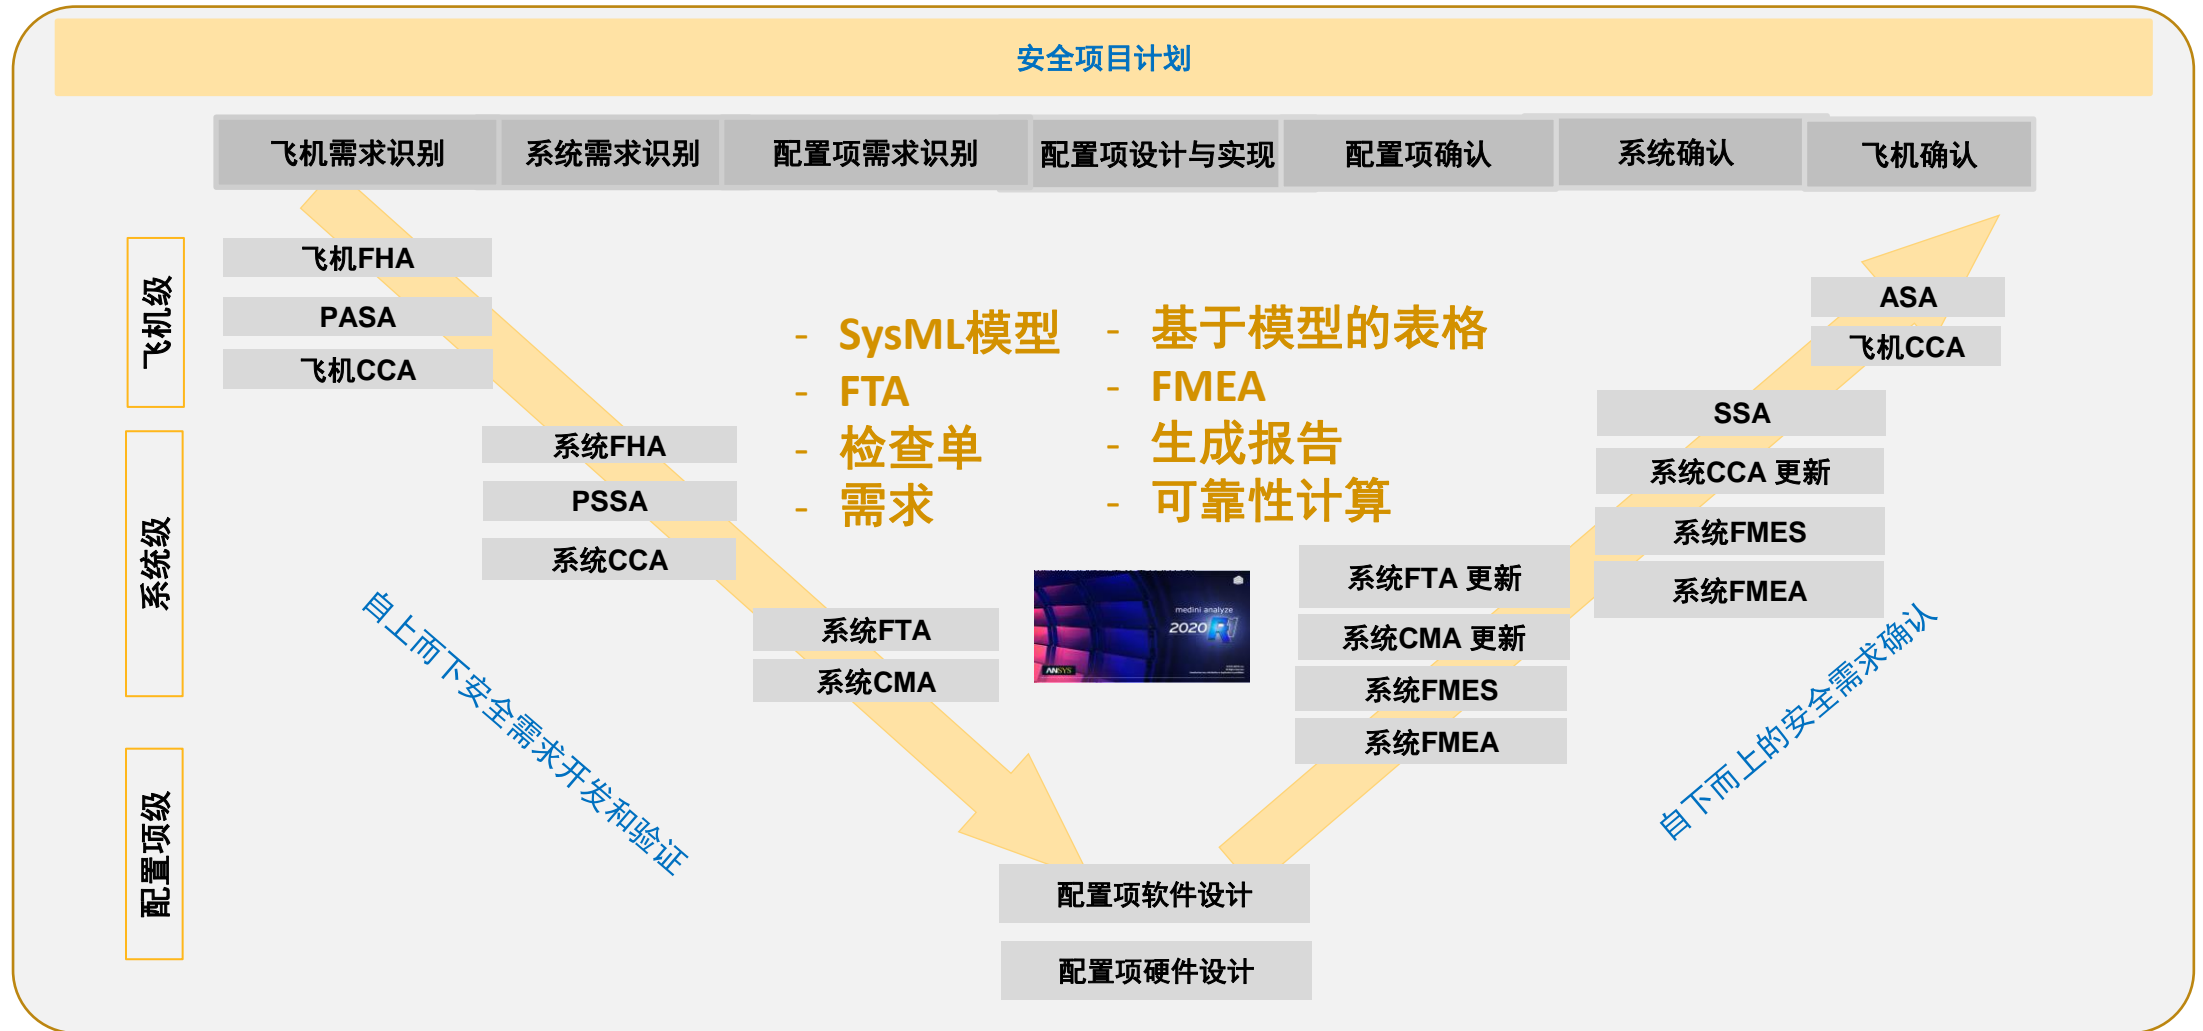 安全项目计划
飞机需求识别
系统需求识别
配置项需求识别
配置项设计与实现
配置项确认
系统确认
飞机确认
飞机级
飞机FHA
PASA
飞机CCA
系统级
系统FHA
PSSA
系统CCA
系统FTA
系统CMA
自上而下安全需求开发和验证
- SysML模型
- FTA
- 检查单
- 需求
- 基于模型的表格
- FMEA
- 生成报告
- 可靠性计算
medini analyze
2020 R1
ANSYS
配置项级
配置项软件设计
配置项硬件设计
系统FTA 更新
系统CMA 更新
系统FMES
系统FMEA
ASA
飞机CCA
SSA
系统CCA 更新
系统FMES
系统FMEA
自下而上的安全需求确认